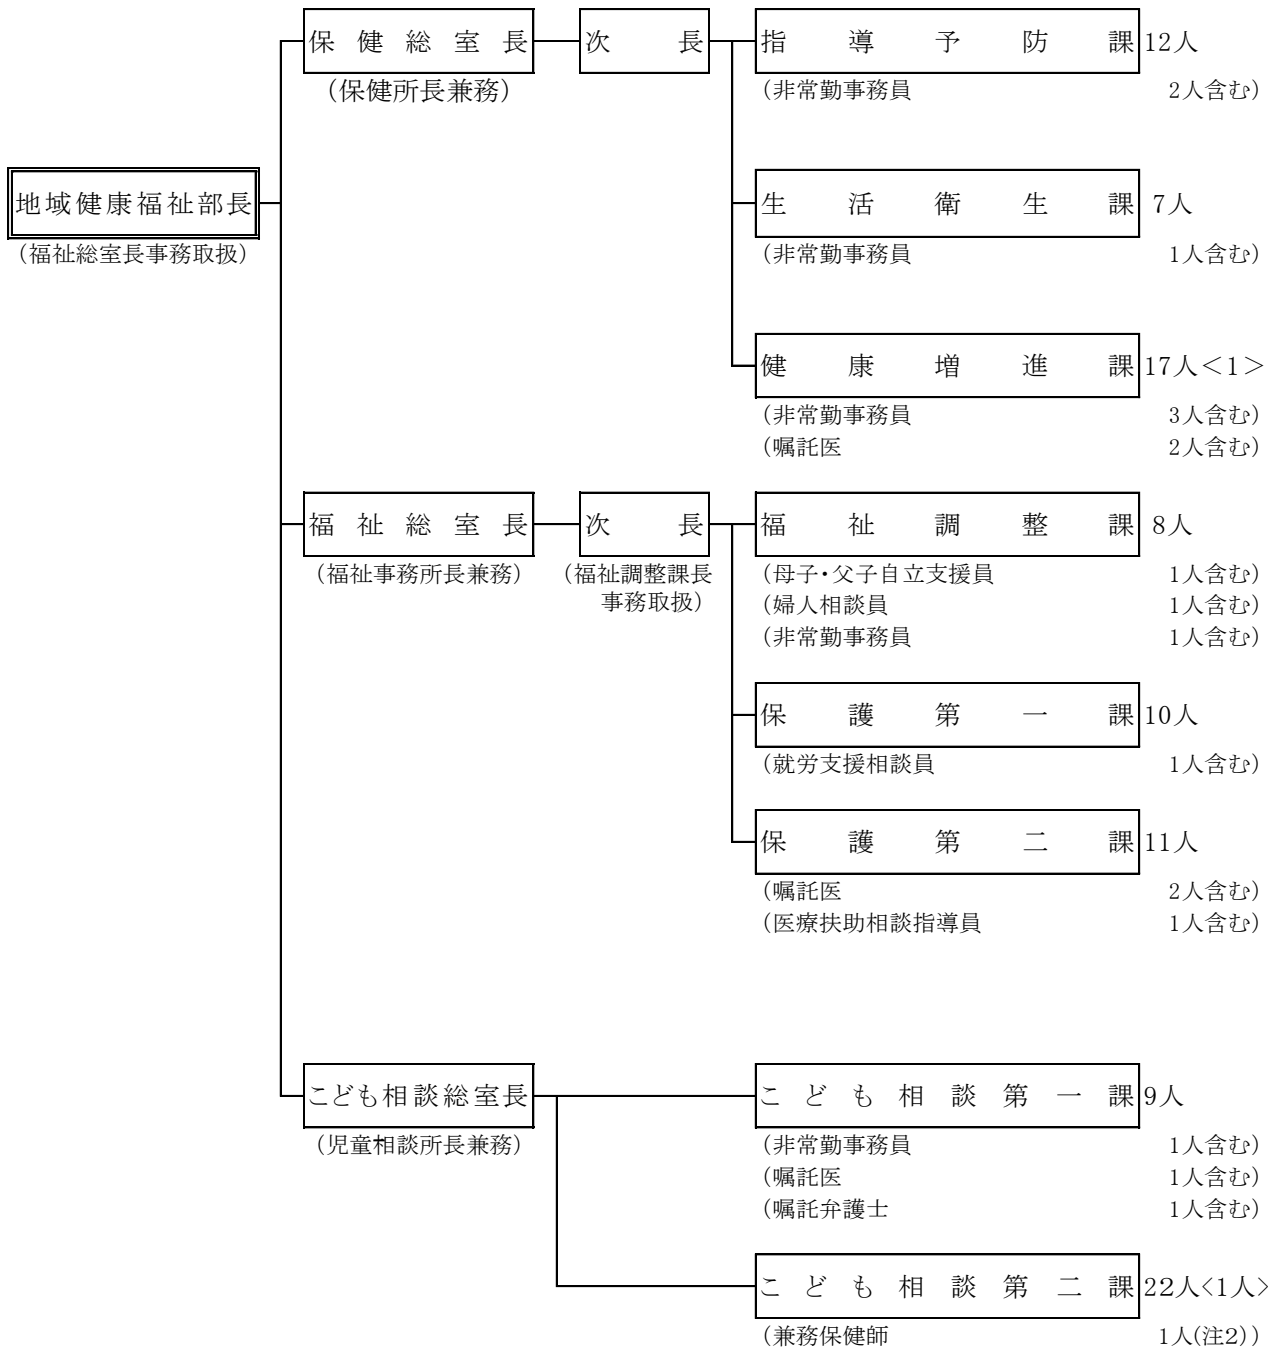 保健総室長 次長 指導予防課 12人
(保健所長兼務) (非常勤事務員 2人含む)
地域健康福祉部長 生活衛生課 7人
(福祉総室長事務取扱) (非常勤事務員 1人含む)
健康増進課 17人<1>
(非常勤事務員 3人含む)
(嘱託医 2人含む)
福祉総室長 次長 福祉調整課 8人
(福祉事務所長兼務) (福祉調整課長 (母子・父子自立支援員 1人含む)
事務取扱) (婦人相談員 1人含む)
(非常勤事務員 1人含む)
保護第一課 10人
(就労支援相談員 1人含む)
保護第二課 11人
(嘱託医 2人含む)
(医療扶助相談指導員 1人含む)
こども相談総室長 こども相談第一課 9人
(児童相談所長兼務) (非常勤事務員 1人含む)
(嘱託医 1人含む)
(嘱託弁護士 1人含む)
こども相談第二課 22人<1人>
(兼務保健師 1人(注2))